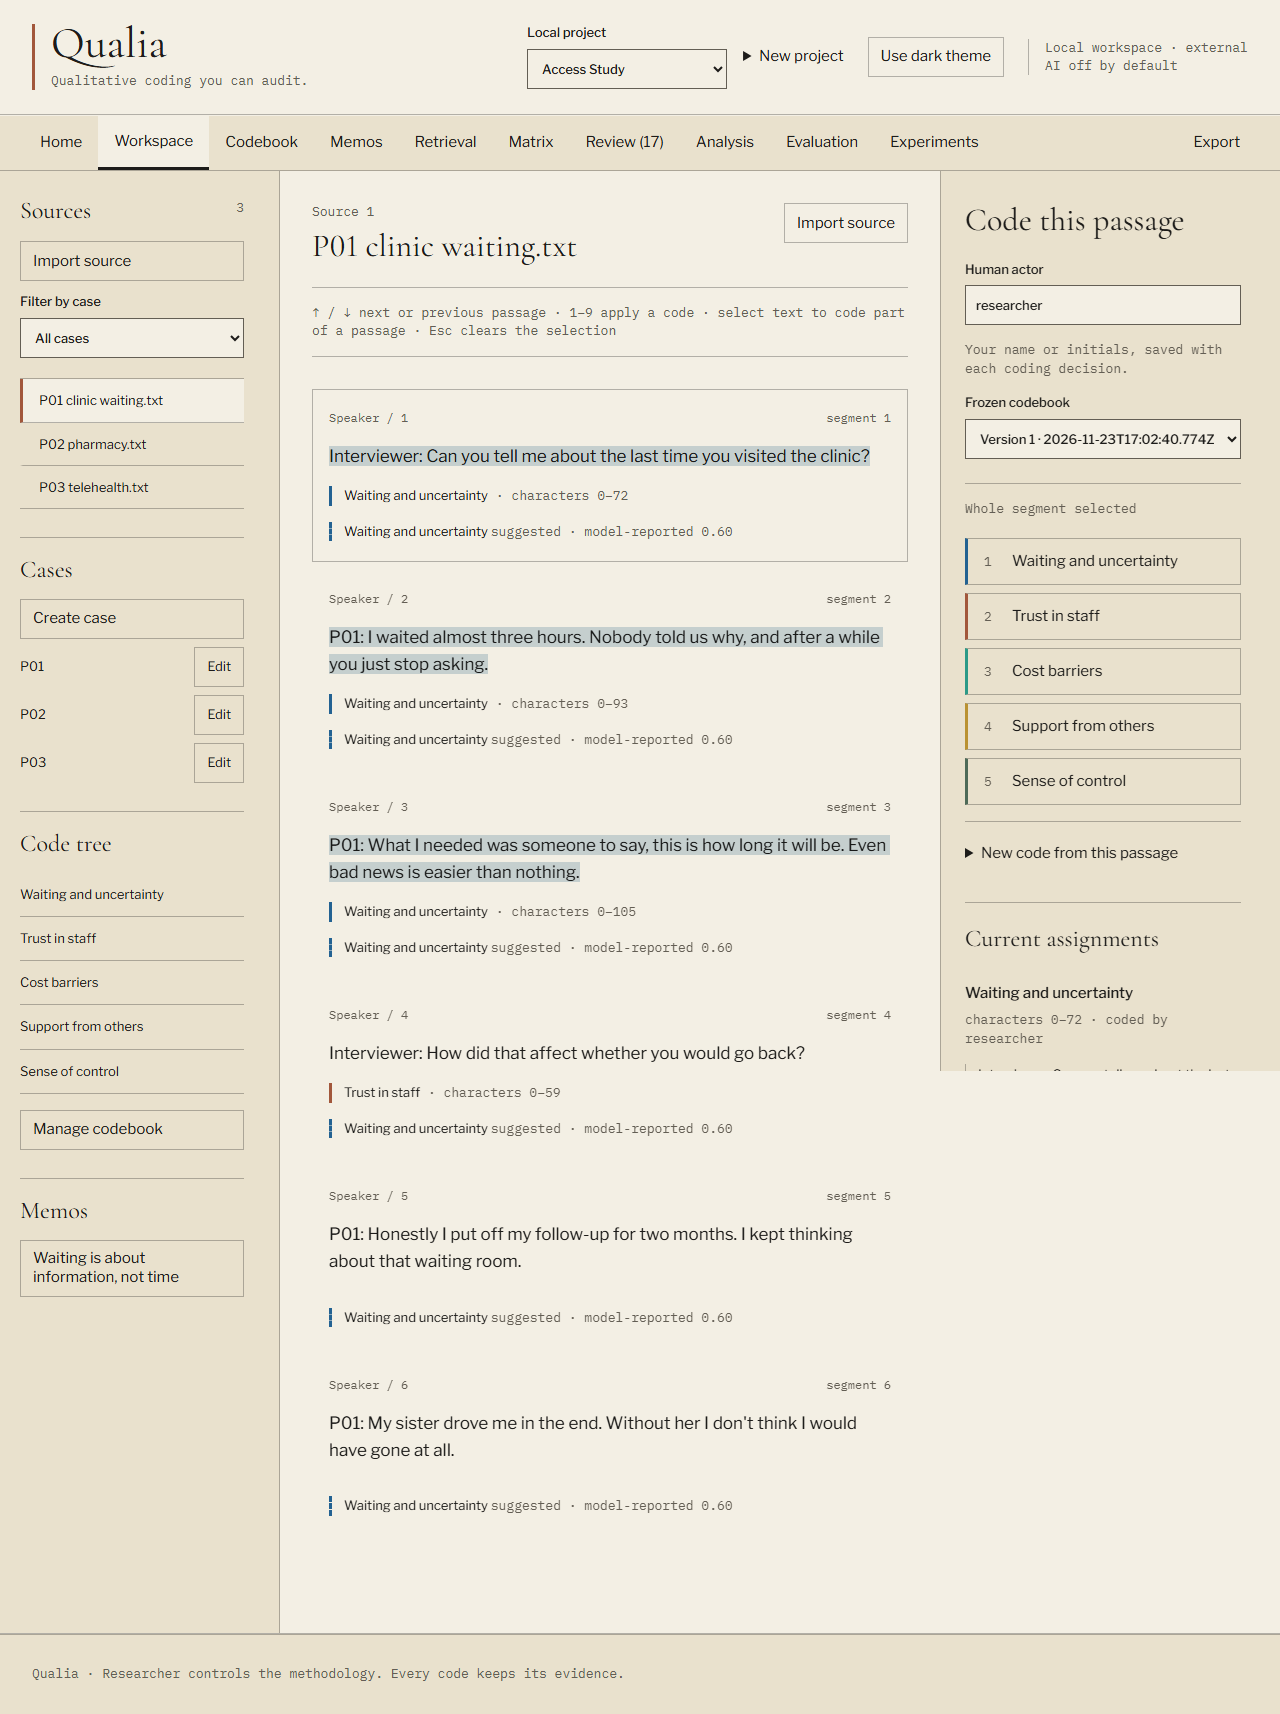 Qualia
Qualitative coding you can audit.
Local project
Access Study
New project
Use dark theme
Local workspace · external
AI off by default
Home
Workspace
Codebook
Memos
Retrieval
Matrix
Review (17)
Analysis
Evaluation
Experiments
Export
Sources
3
Import source
Filter by case
All cases
P01 clinic waiting.txt
P02 pharmacy.txt
P03 telehealth.txt
Cases
Create case
P01
Edit
P02
Edit
P03
Edit
Code tree
Waiting and uncertainty
Trust in staff
Cost barriers
Support from others
Sense of control
Manage codebook
Memos
Waiting is about
information, not time
Source 1
P01 clinic waiting.txt
Import source
↑ / ↓ next or previous passage · 1–9 apply a code · select text to code part
of a passage · Esc clears the selection
Speaker / 1
segment 1
Interviewer: Can you tell me about the last time you visited the clinic?
Waiting and uncertainty · characters 0–72
Waiting and uncertainty suggested · model-reported 0.60
Speaker / 2
segment 2
P01: I waited almost three hours. Nobody told us why, and after a while
you just stop asking.
Waiting and uncertainty · characters 0–93
Waiting and uncertainty suggested · model-reported 0.60
Speaker / 3
segment 3
P01: What I needed was someone to say, this is how long it will be. Even
bad news is easier than nothing.
Waiting and uncertainty · characters 0–105
Waiting and uncertainty suggested · model-reported 0.60
Speaker / 4
segment 4
Interviewer: How did that affect whether you would go back?
Trust in staff · characters 0–59
Waiting and uncertainty suggested · model-reported 0.60
Speaker / 5
segment 5
P01: Honestly I put off my follow-up for two months. I kept thinking
about that waiting room.
Waiting and uncertainty suggested · model-reported 0.60
Speaker / 6
segment 6
P01: My sister drove me in the end. Without her I don't think I would
have gone at all.
Waiting and uncertainty suggested · model-reported 0.60
Code this passage
Human actor
researcher
Your name or initials, saved with
each coding decision.
Frozen codebook
Version 1 · 2026-11-23T17:02:40.774Z
Whole segment selected
1 Waiting and uncertainty
2 Trust in staff
3 Cost barriers
4 Support from others
5 Sense of control
New code from this passage
Current assignments
Waiting and uncertainty
characters 0–72 · coded by
researcher
Qualia · Researcher controls the methodology. Every code keeps its evidence.